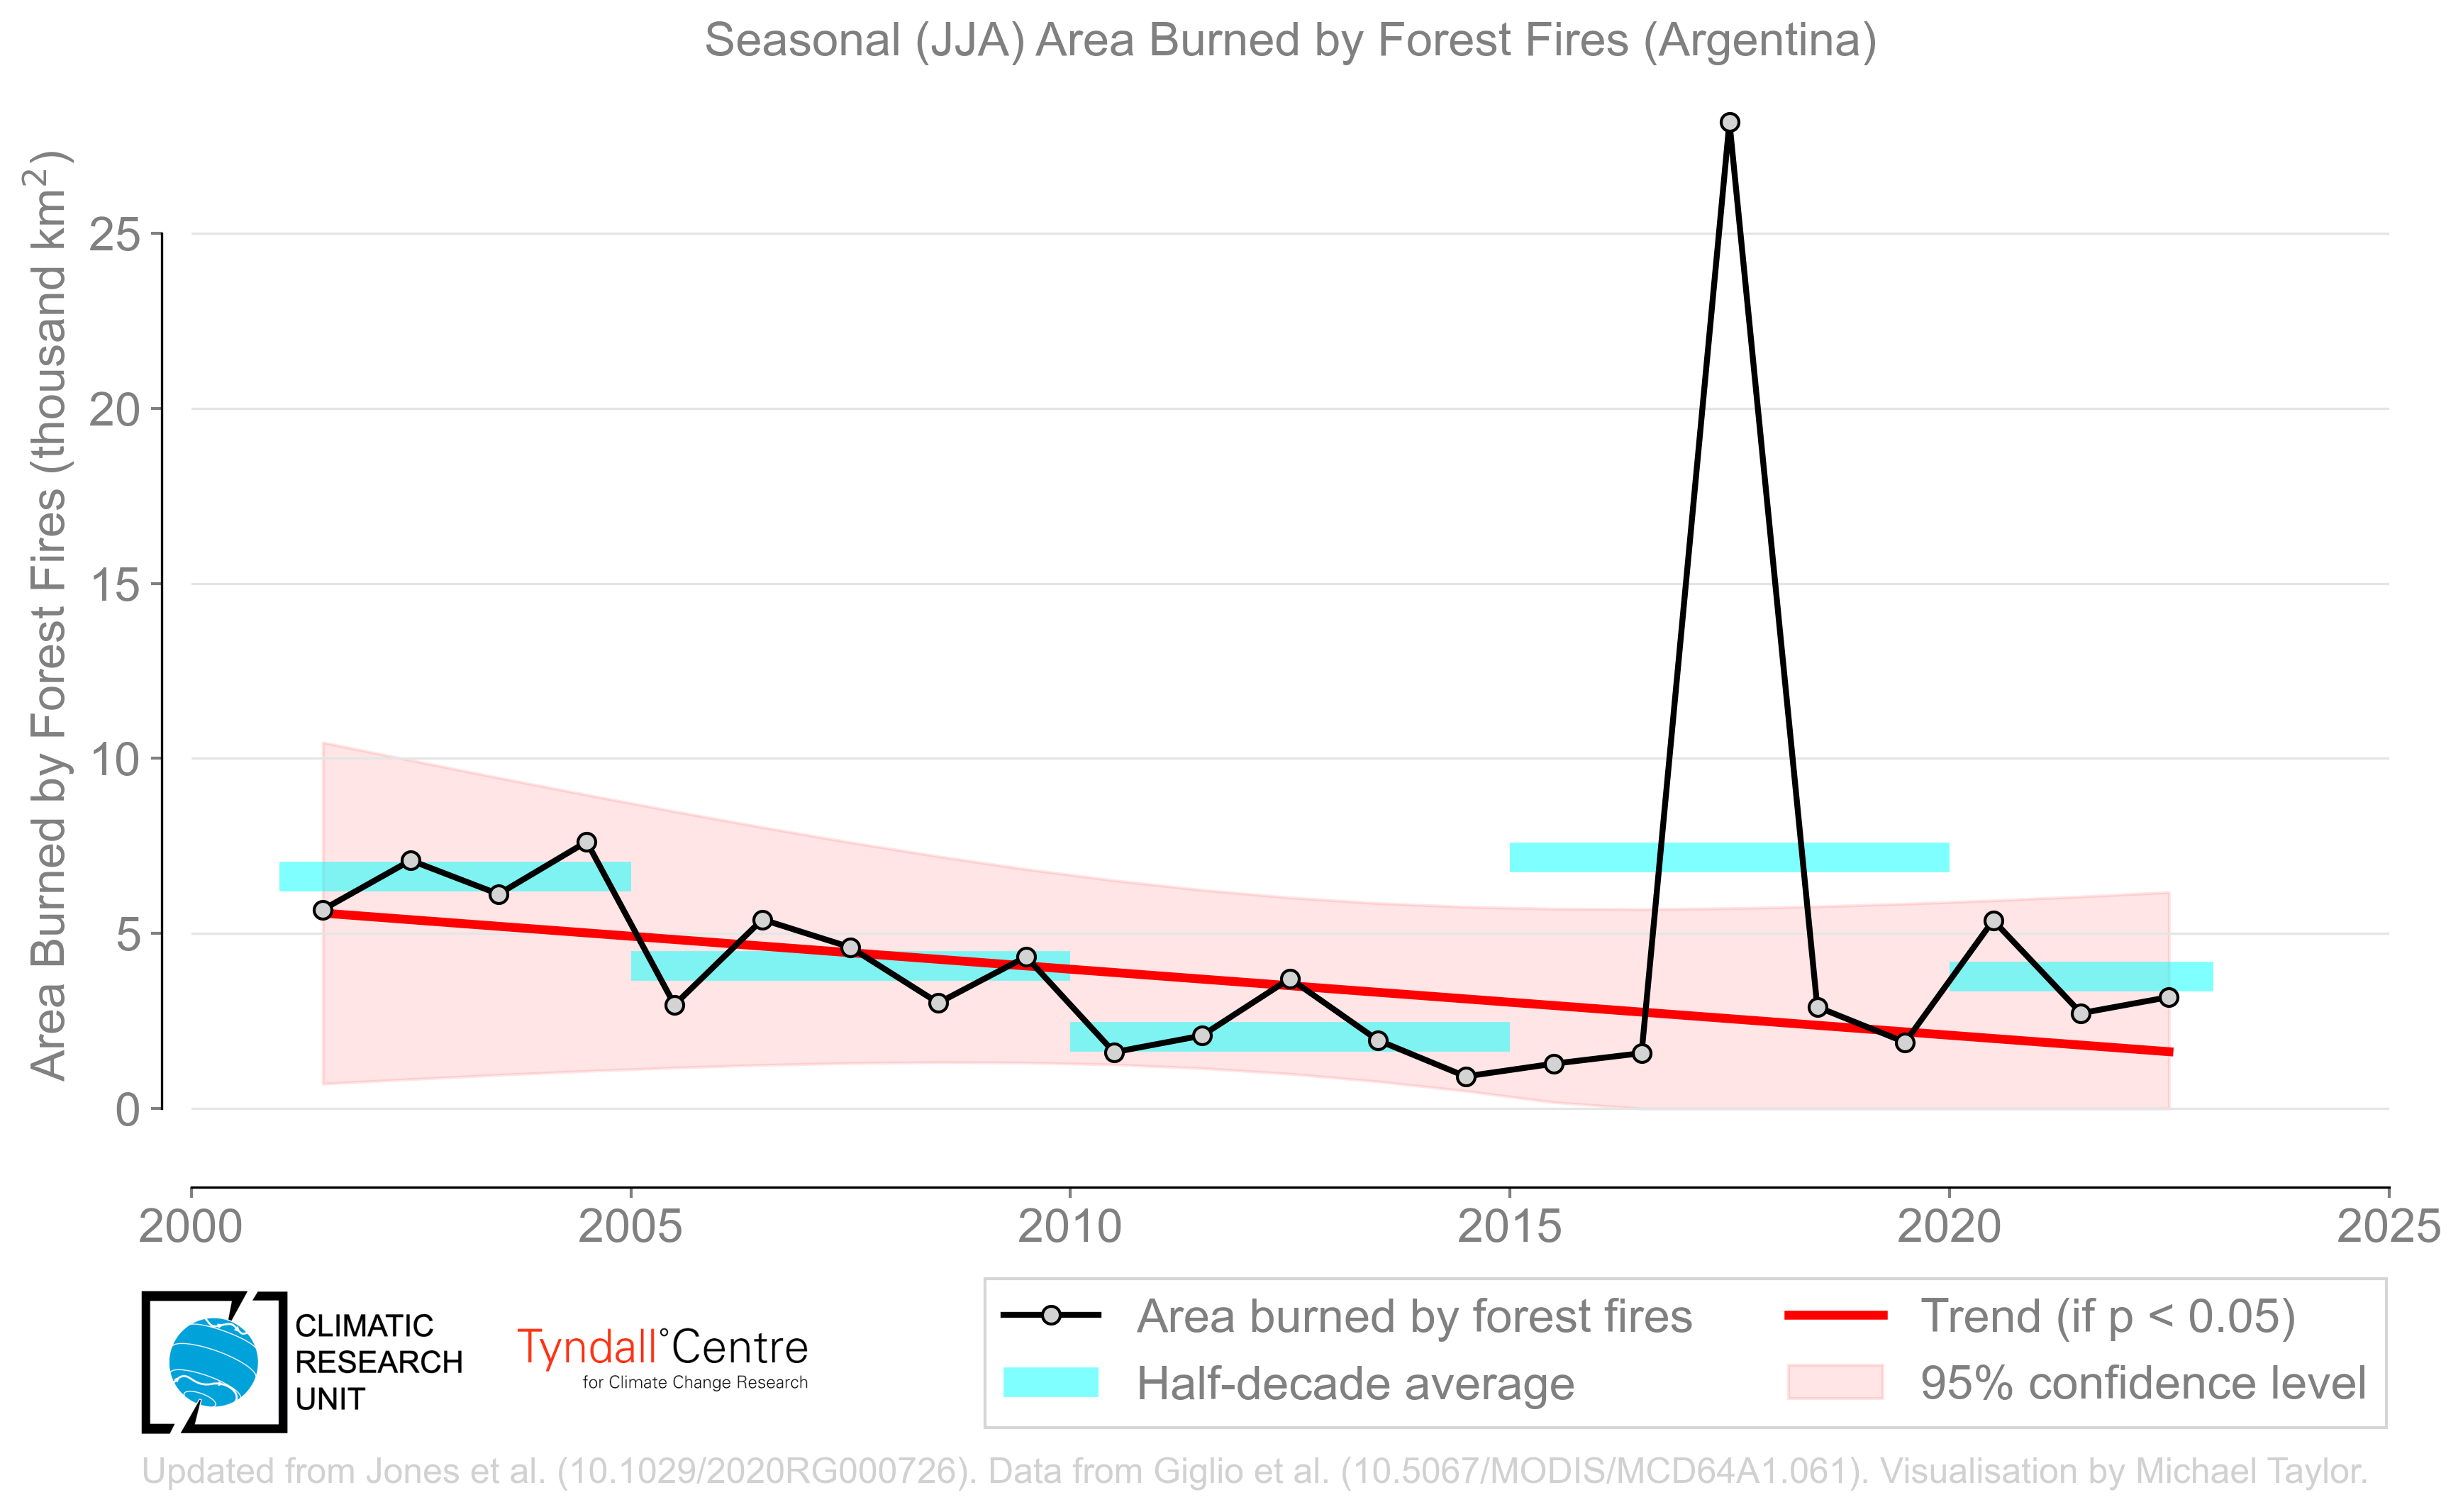 Seasonal (JJA) Area Burned by Forest Fires (Argentina)
Area Burned by Forest Fires (thousand km²)
25
20
15
10
5
0
2000 2005 2010 2015 2020 2025
CLIMATIC
RESEARCH
UNIT
Tyndall°Centre
for Climate Change Research
Area burned by forest fires
Trend (if p < 0.05)
Half-decade average
95% confidence level
Updated from Jones et al. (10.1029/2020RG000726). Data from Giglio et al. (10.5067/MODIS/MCD64A1.061). Visualisation by Michael Taylor.